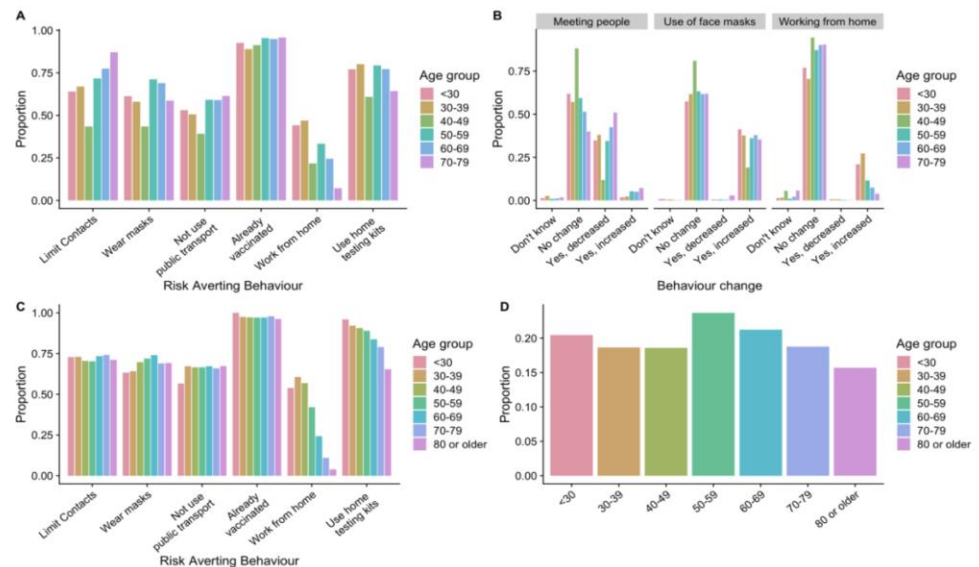 A
1.00
0.75
0.50
0.25
0.00
Proportion
Limit Contacts
Wear masks
Not use
public transport
Already
vaccinated
Work from home
Use home
testing kits
Risk Averting Behaviour
Age group
<30
30-39
40-49
50-59
60-69
70-79
B
Meeting people
Use of face masks
Working from home
0.75
0.50
0.25
0.00
Proportion
Don't know
No change
Yes, decreased
Yes, increased
Don't know
No change
Yes, decreased
Yes, increased
Don't know
No change
Yes, decreased
Yes, increased
Behaviour change
Age group
<30
30-39
40-49
50-59
60-69
70-79
C
1.00
0.75
0.50
0.25
0.00
Proportion
Limit Contacts
Wear masks
Not use
public transport
Already
vaccinated
Work from home
Use home
testing kits
Risk Averting Behaviour
Age group
<30
30-39
40-49
50-59
60-69
70-79
80 or older
D
0.20
0.15
0.10
0.05
0.00
Proportion
<30
30-39
40-49
50-59
60-69
70-79
80 or older
Age group
<30
30-39
40-49
50-59
60-69
70-79
80 or older